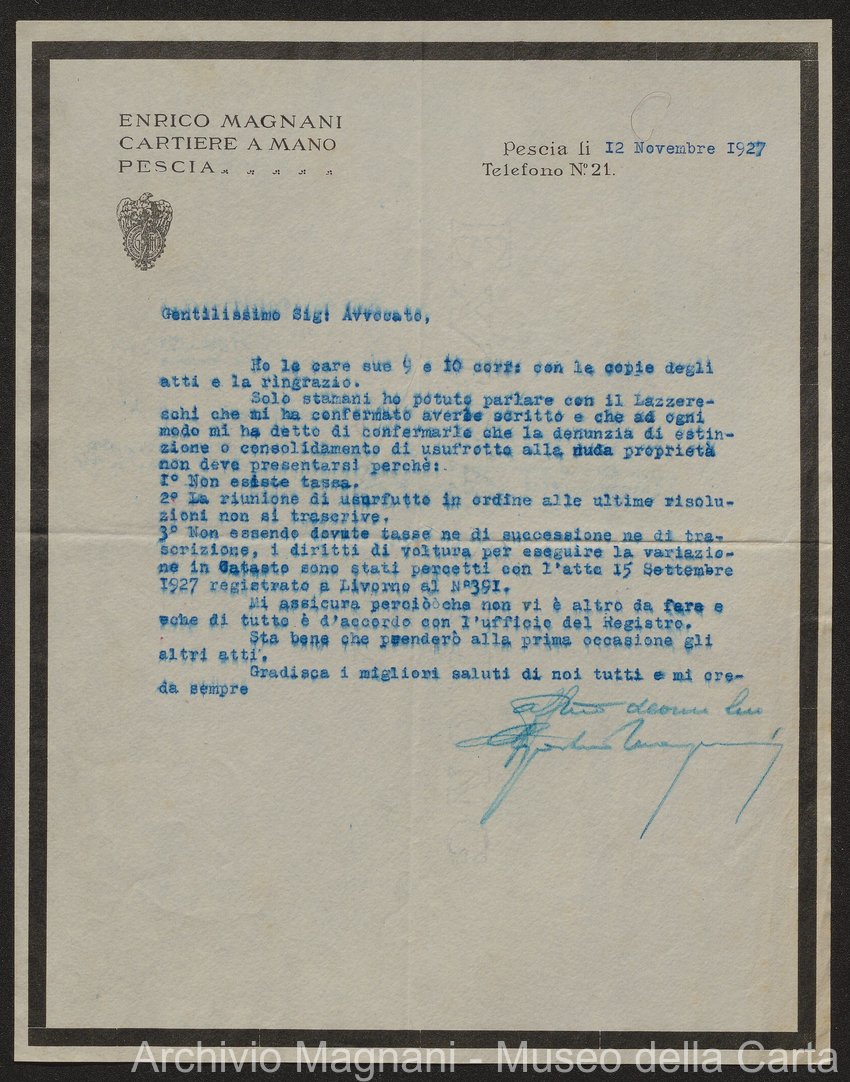 ENRICO MAGNANI
CARTIERE A MANO
PESCIA
Pescia li 12 Novembre 1927
Telefono Nº 21.
Gentilissimo Sig: Avvocato,
Ho le care sue 9 e 10 corr: con le copie degli
atti e la ringrazio.
Solo stamani ho potuto parlare con il Lazzere-
schi che mi ha confermato averle scritto e che ad ogni
modo mi ha detto di confermarle che la denunzia di estin-
zione o consolidamento di usufrotto alla nuda proprietà
non deve presentarsi perchè:
1º Non esiste tassa.
2º La riunione di usurfutto in ordine alle ultime risolu-
zioni non si trascrive.
3º Non essendo dovute tasse ne di successione ne di tra-
scrizione, i diritti di voltura per eseguire la variazio-
ne in Catasto sono stati percetti con l'atto 15 Settembre
1927 registrato a Livorno al Nº391.
Mi assicura perciò che non vi è altro da fare e
che di tutto è d'accordo con l'ufficio del Registro.
Sta bene che prenderò alla prima occasione gli
altri atti.
Gradisca i migliori saluti di noi tutti e mi cre-
da sempre
Archivio Magnani - Museo della Carta